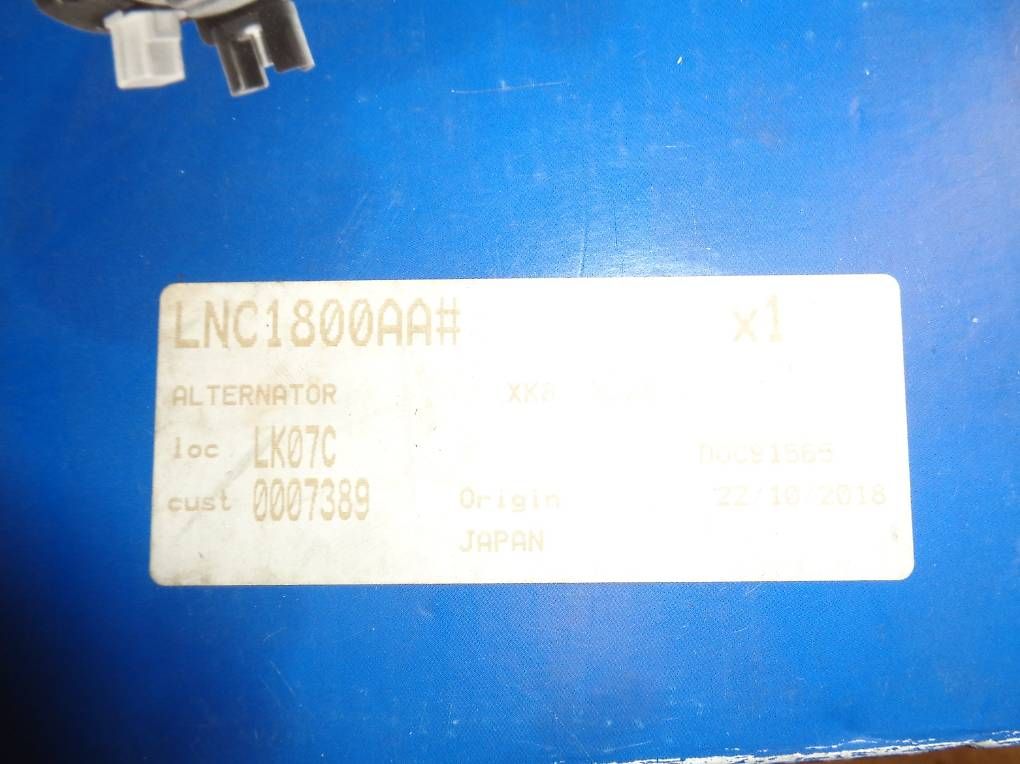 LNC1800AA# x1
ALTERNATOR
loc LK07C
cust 0007389 Origin 22/10/2018
JAPAN